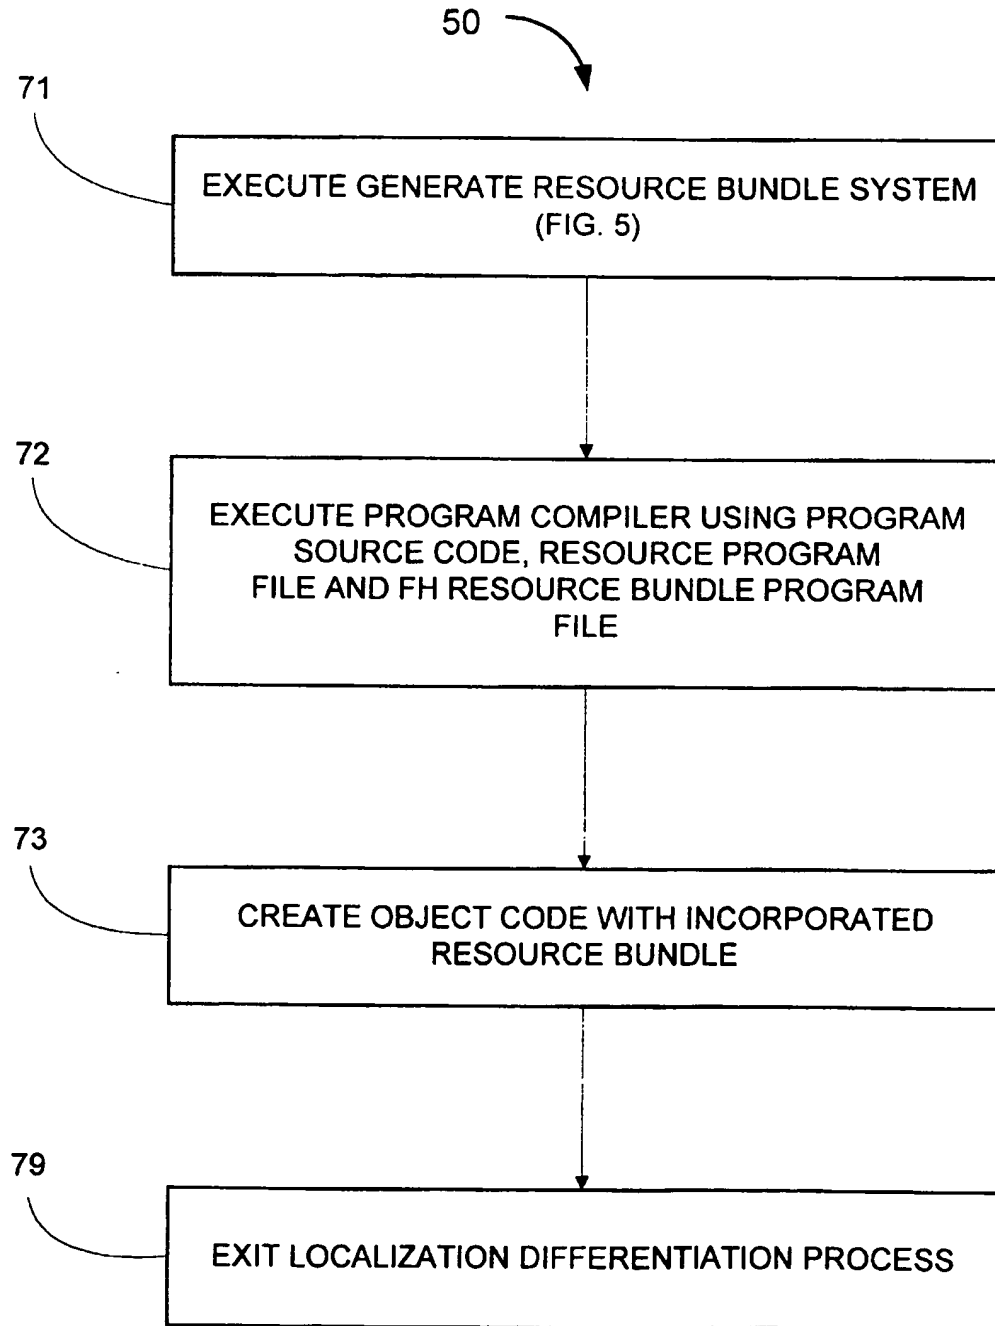 50
71
EXECUTE GENERATE RESOURCE BUNDLE SYSTEM
(FIG. 5)
72
EXECUTE PROGRAM COMPILER USING PROGRAM
SOURCE CODE, RESOURCE PROGRAM
FILE AND FH RESOURCE BUNDLE PROGRAM
FILE
73
CREATE OBJECT CODE WITH INCORPORATED
RESOURCE BUNDLE
79
EXIT LOCALIZATION DIFFERENTIATION PROCESS